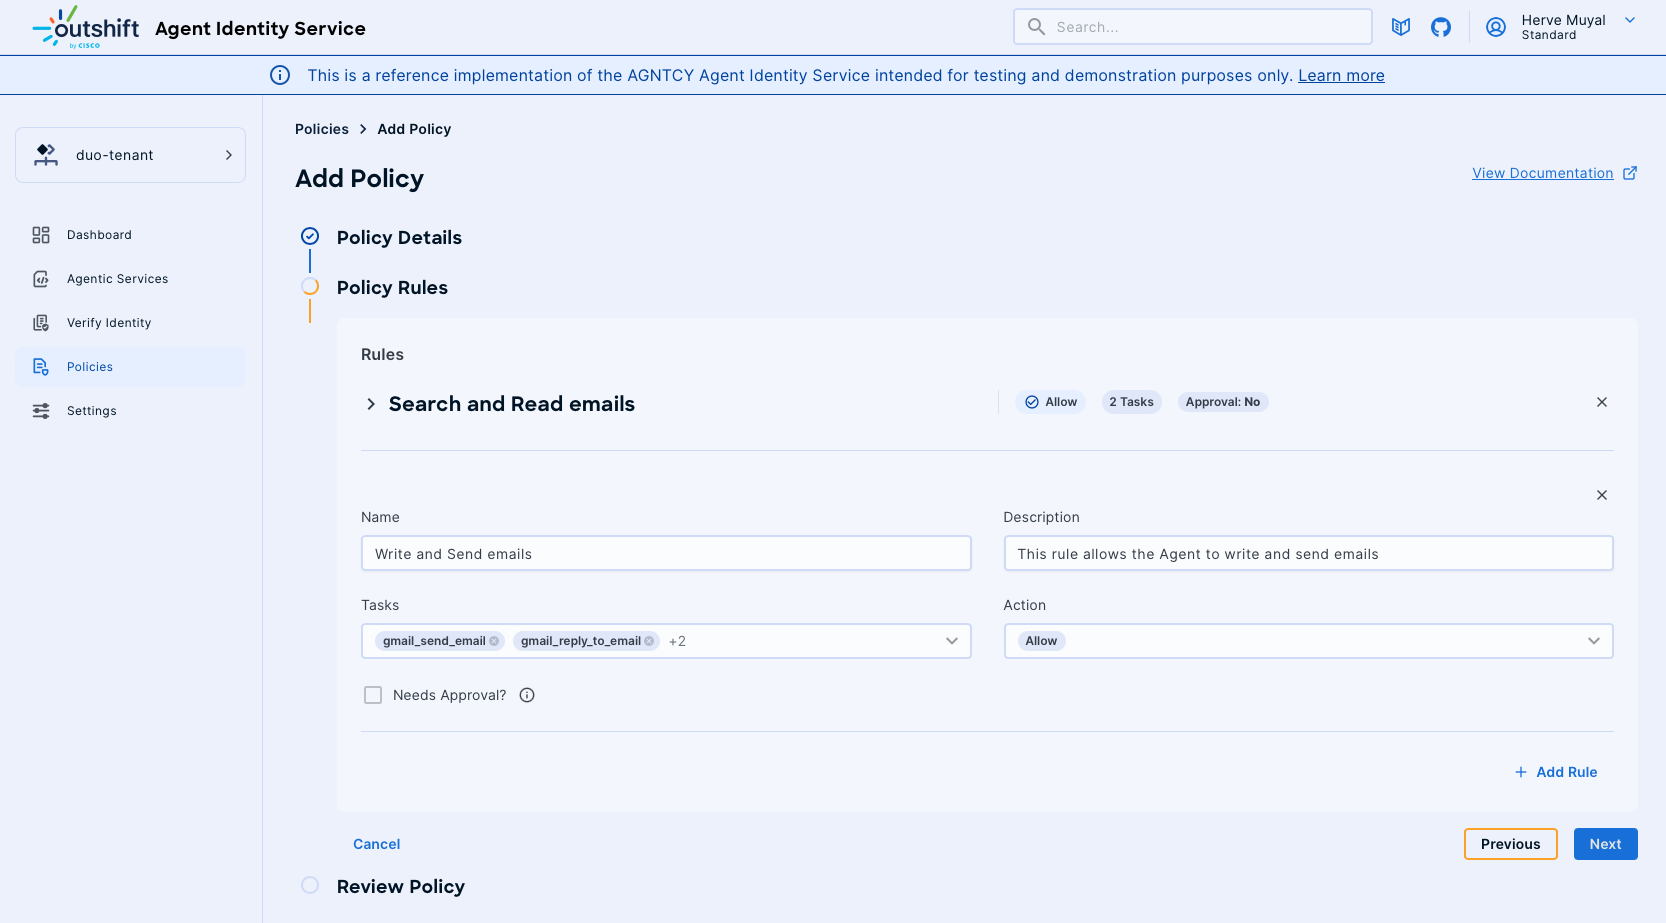 outshift
by CISCO
Agent Identity Service
Search...
Herve Muyal
Standard
This is a reference implementation of the AGNTCY Agent Identity Service intended for testing and demonstration purposes only. Learn more
duo-tenant
Dashboard
Agentic Services
Verify Identity
Policies
Settings
Policies > Add Policy
Add Policy
View Documentation
Policy Details
Policy Rules
Rules
Search and Read emails
Allow
2 Tasks
Approval: No
Name
Write and Send emails
Description
This rule allows the Agent to write and send emails
Tasks
gmail_send_email gmail_reply_to_email +2
Action
Allow
Needs Approval?
+ Add Rule
Cancel
Previous
Next
Review Policy